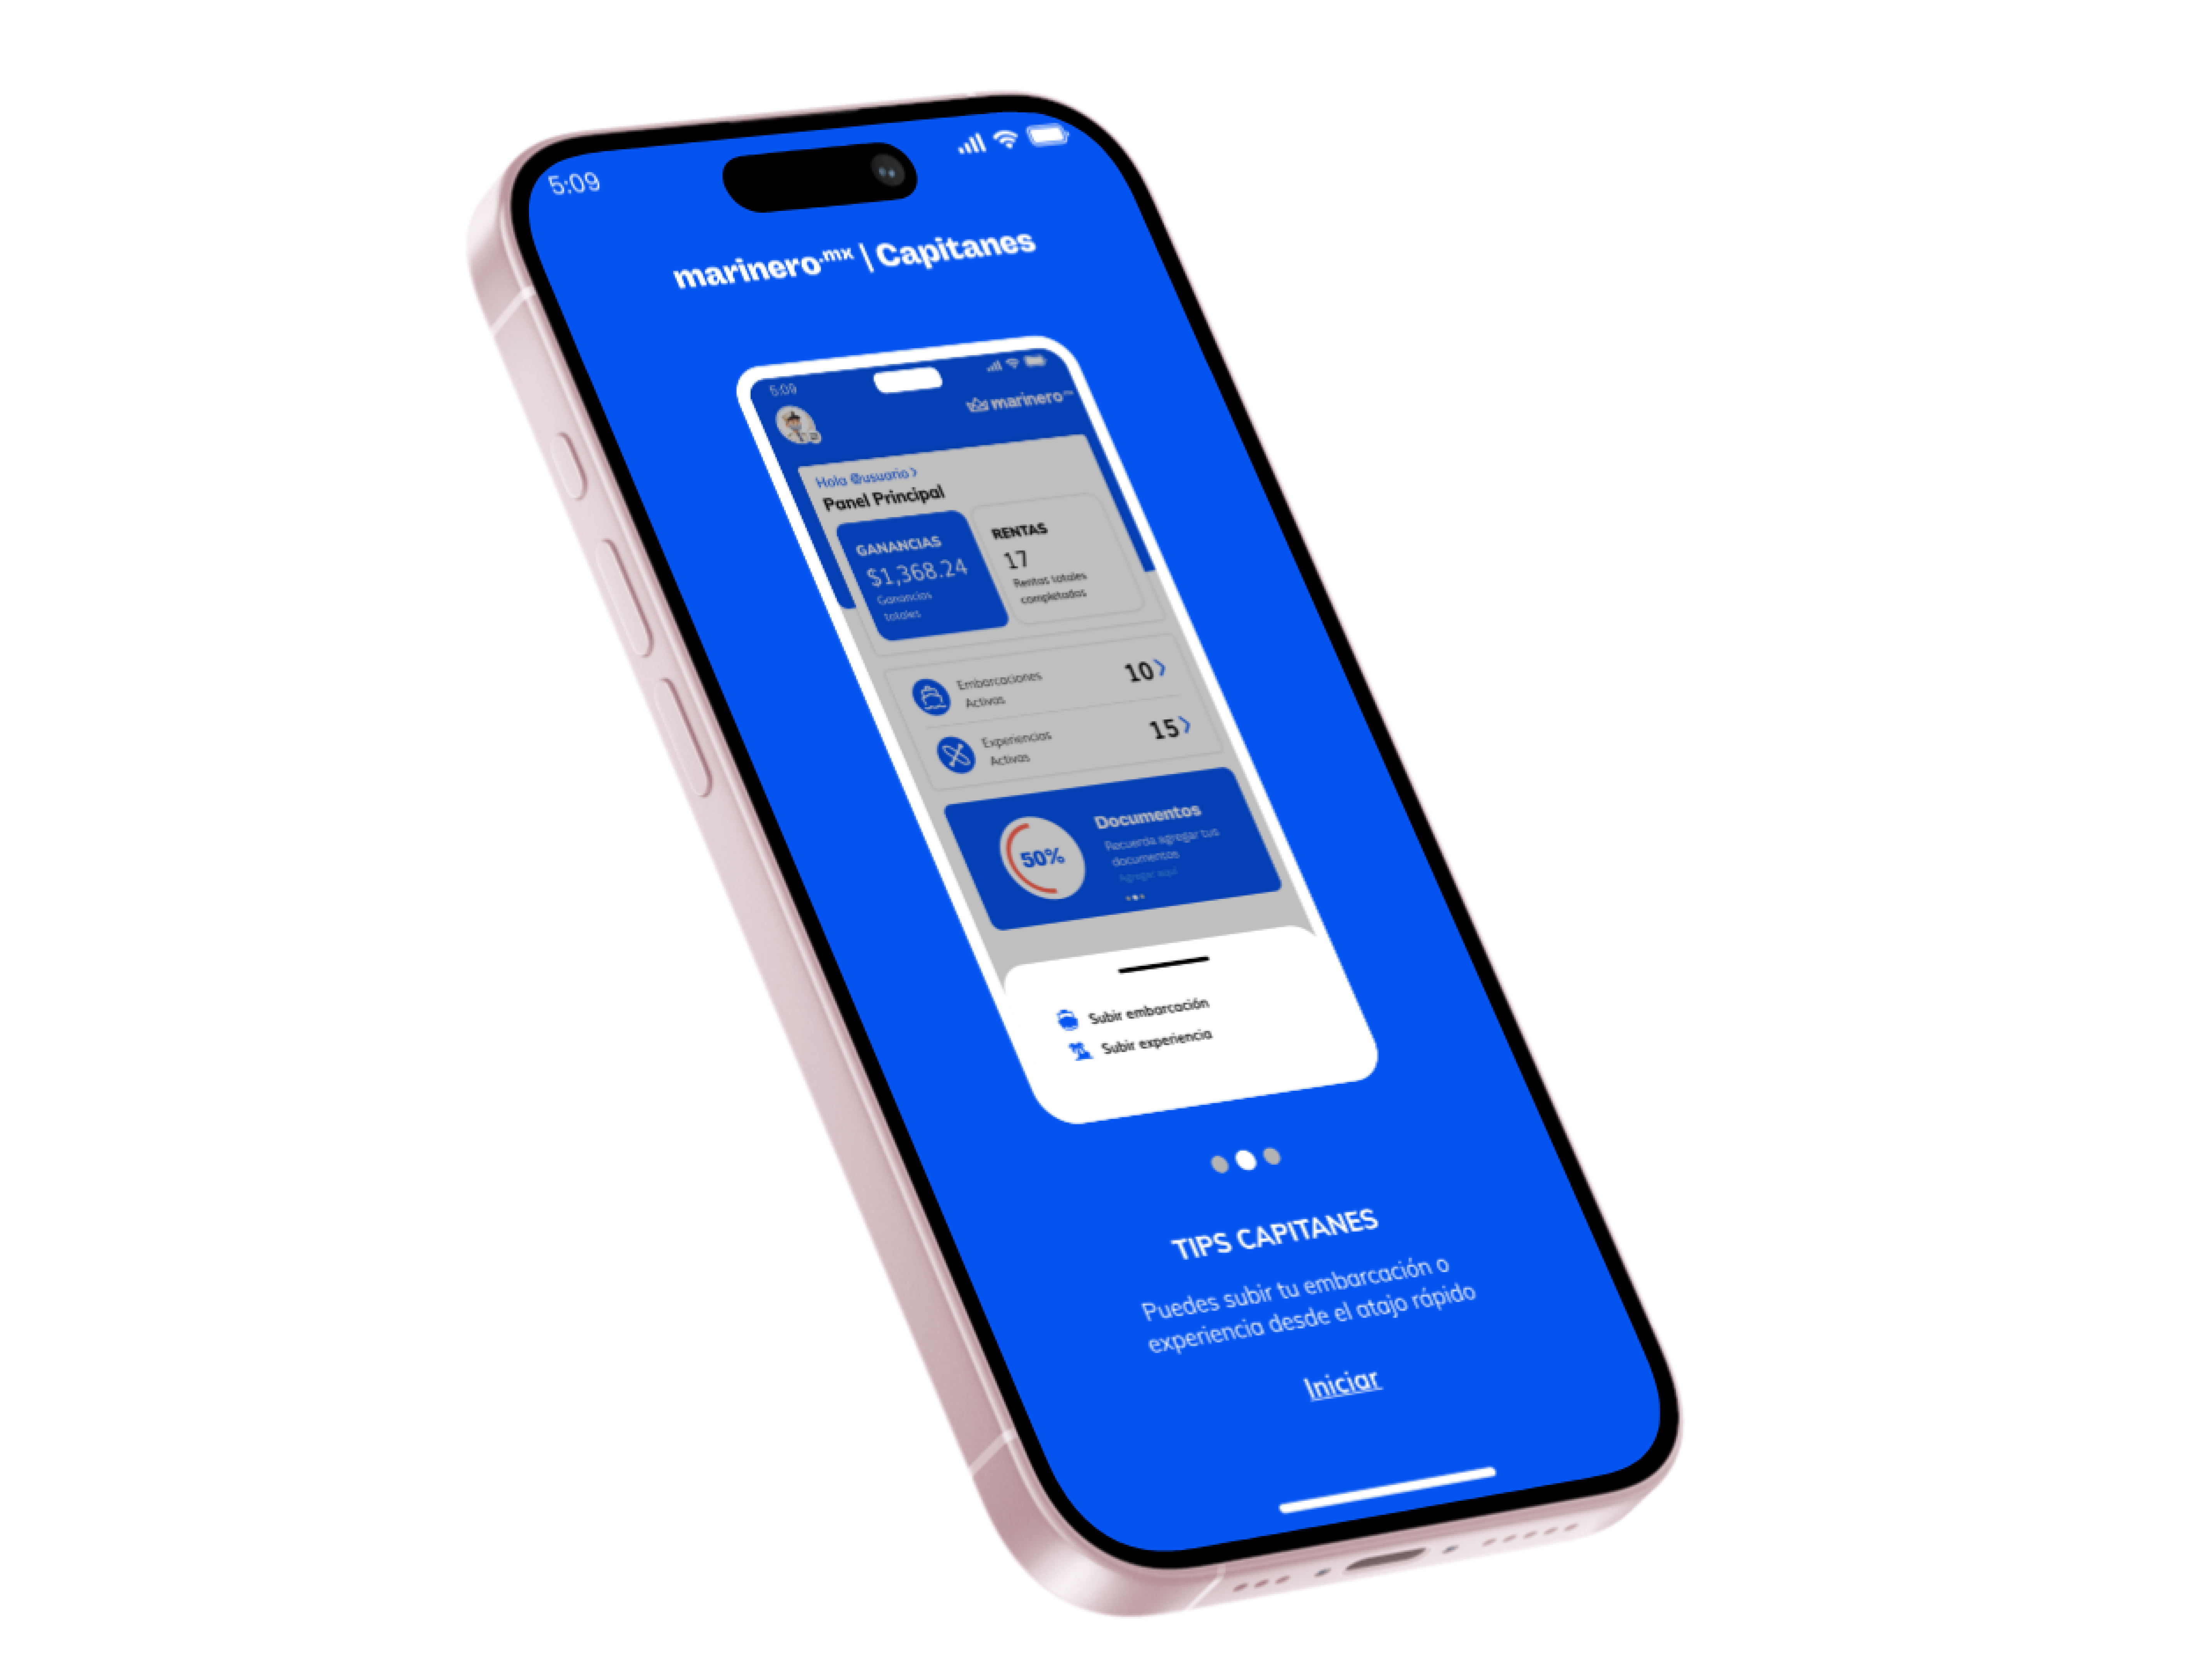 5:09
marinero.mx | Capitanes
5:09
marinero
Hola @usuario
Panel Principal
GANANCIAS
$1,368.24
Ganancias
totales
RENTAS
17
Rentas totales
completadas
Embarcaciones
Activas
10
Experiencias
Activas
15
50%
Documentos
Recuerda agregar tus
documentos
Agregar aquí
Subir embarcación
Subir experiencia
TIPS CAPITANES
Puedes subir tu embarcación o
experiencia desde el atajo rápido
Iniciar